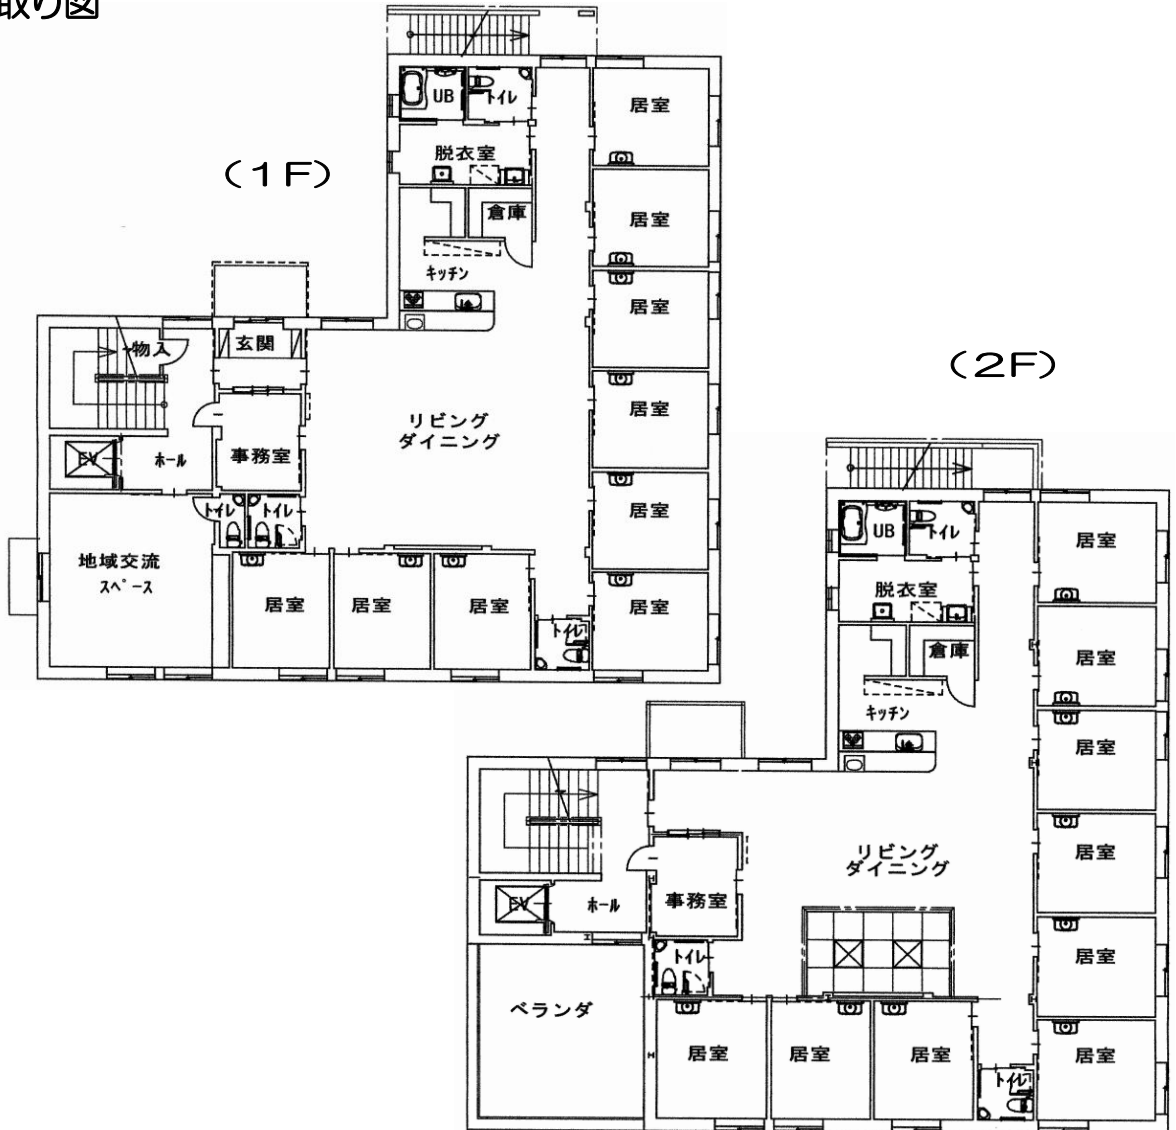 取り図
（1F）
UB
トイレ
居室
脱衣室
倉庫
居室
キッチン
居室
物入
玄関
居室
リビング
ダイニング
EV
ホール
事務室
トイレ
トイレ
居室
地域交流
スペース
居室
居室
居室
居室
トイレ
（2F）
UB
トイレ
居室
脱衣室
倉庫
居室
キッチン
居室
リビング
ダイニング
居室
EV
ホール
事務室
トイレ
居室
ベランダ
居室
居室
居室
居室
トイレ